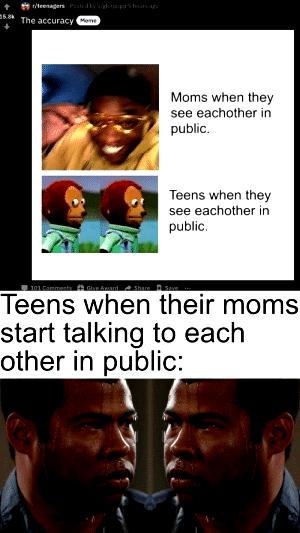 r/teenagers
15.8k The accuracy Meme
Moms when they
see eachother in
public.
Teens when they
see eachother in
public.
101 Comments Give Award Share Save ...
Teens when their moms
start talking to each
other in public: